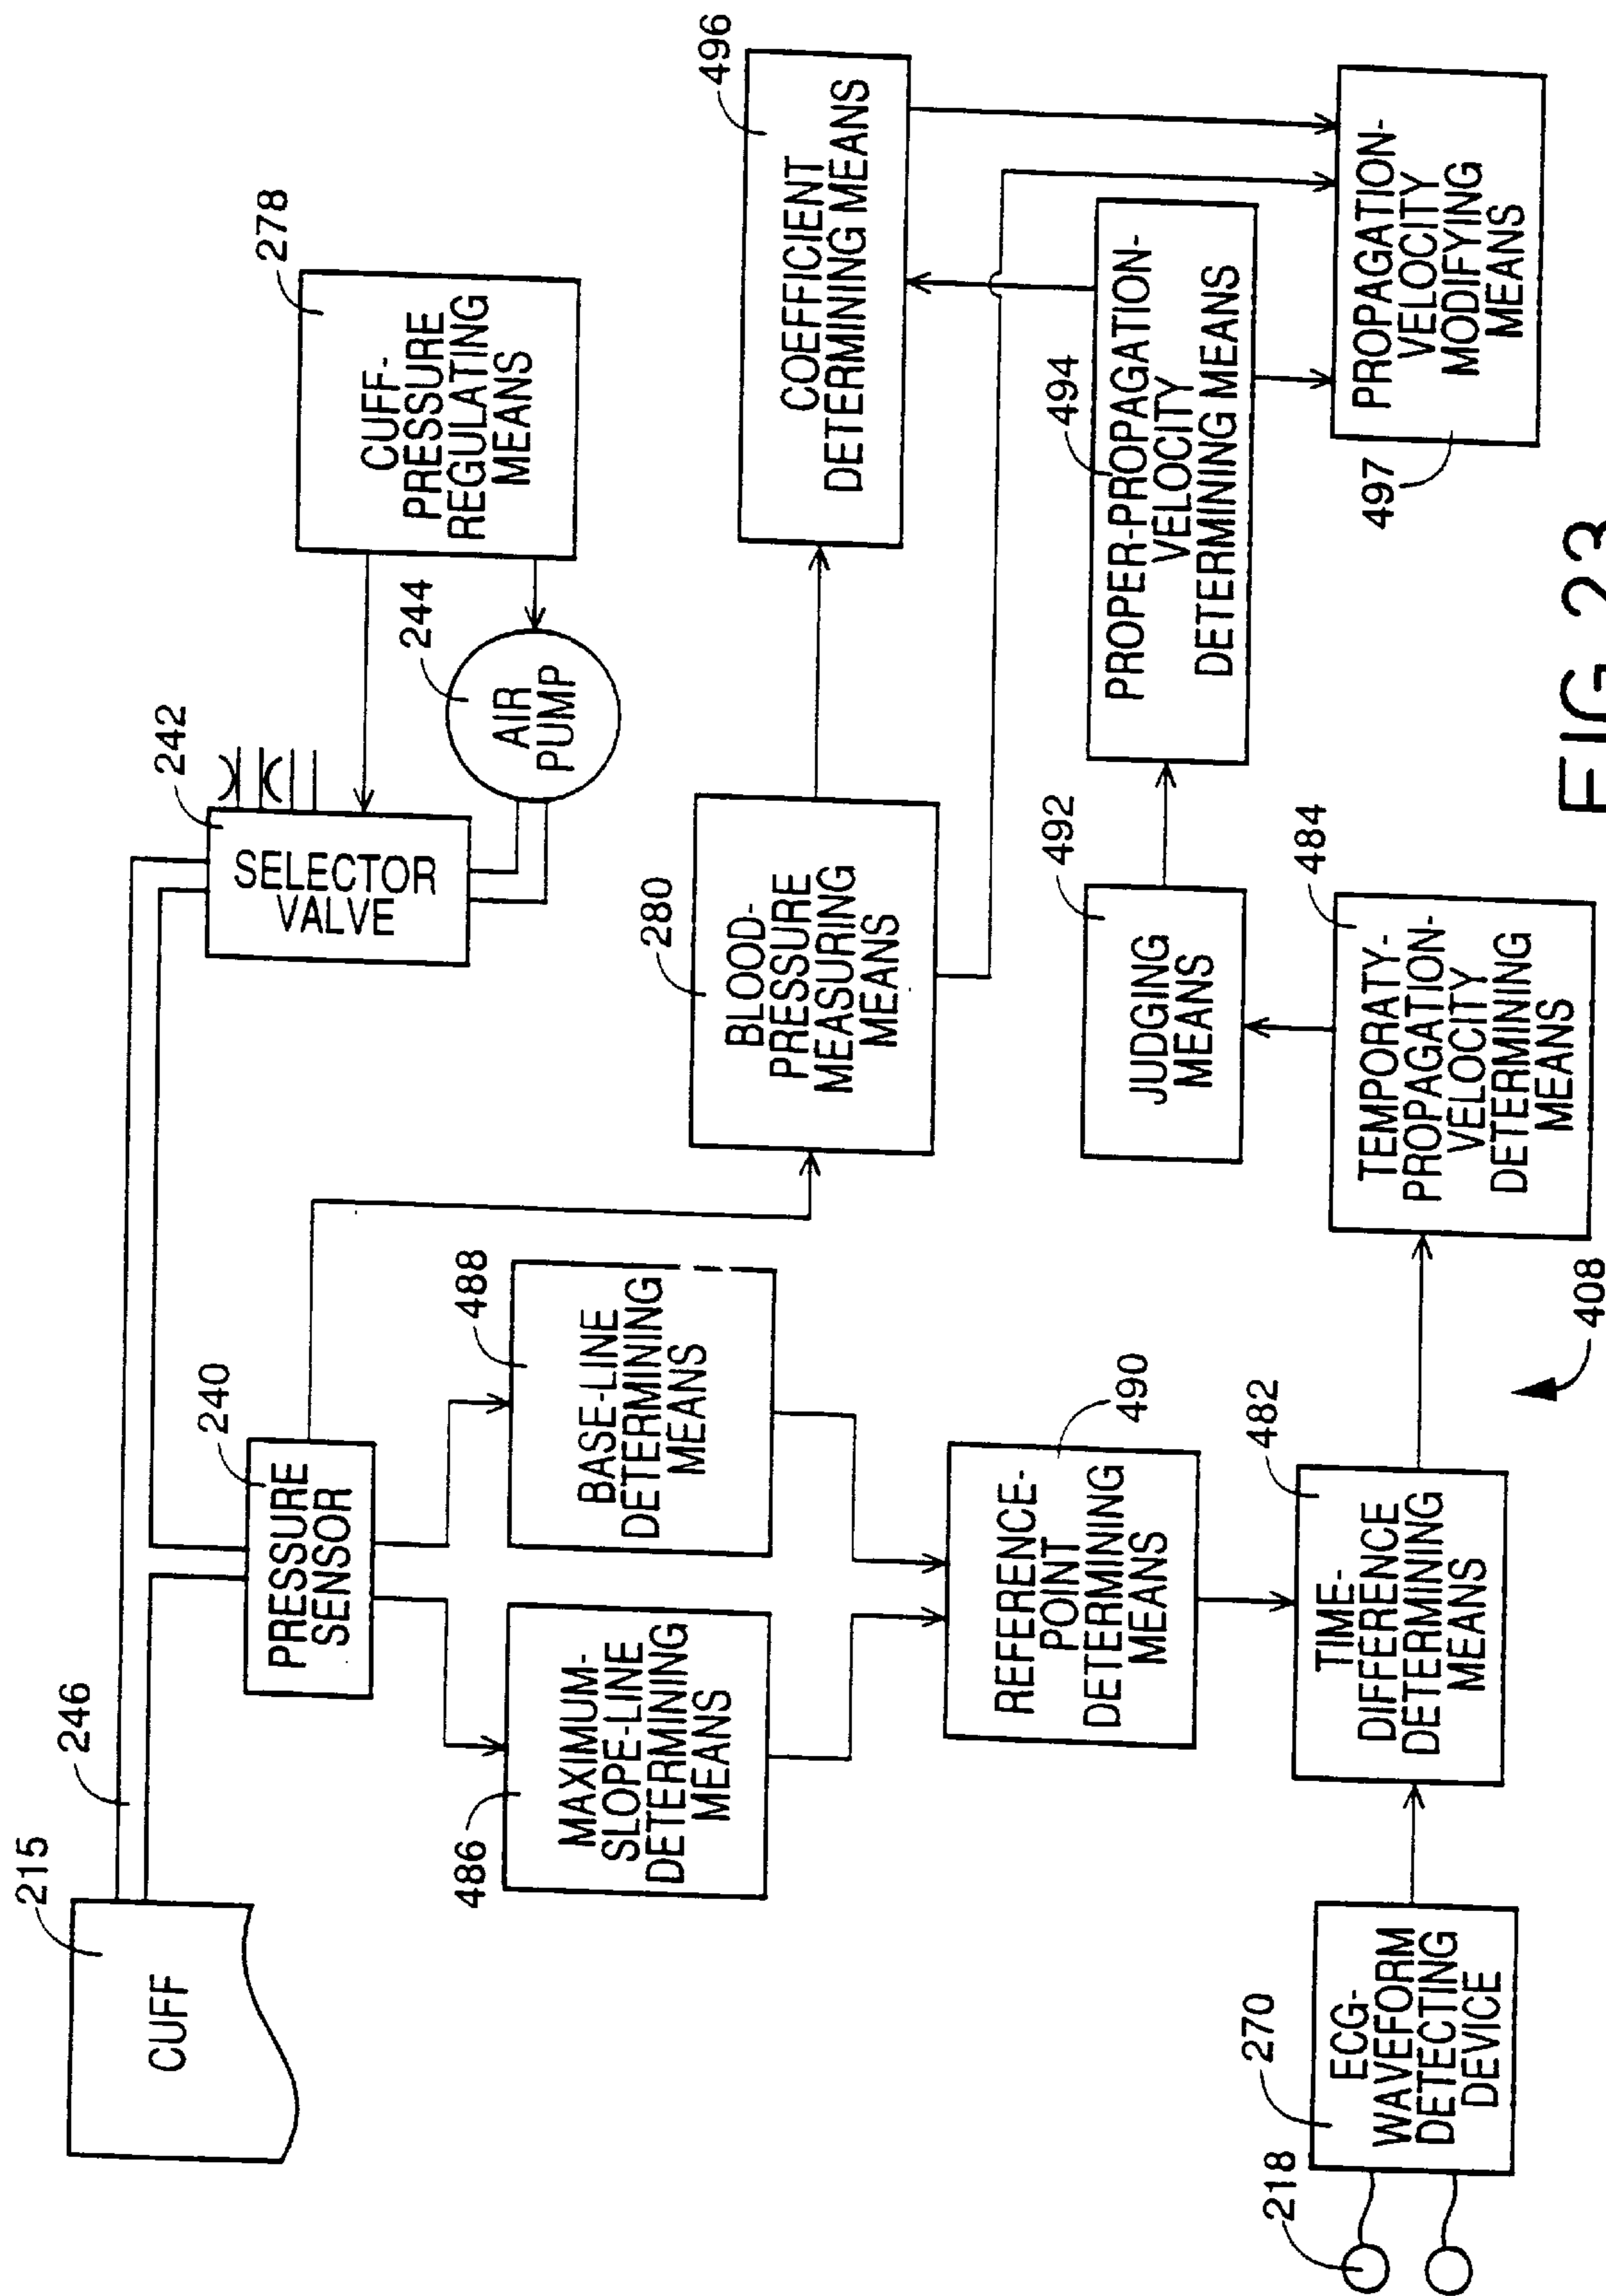 215
CUFF
246
240
PRESSURE
SENSOR
242
SELECTOR
VALVE
278
CUFF-
PRESSURE
REGULATING
MEANS
244
AIR
PUMP
486
MAXIMUM-
SLOPE-LINE
DETERMINING
MEANS
488
BASE-LINE
DETERMINING
MEANS
280
BLOOD-
PRESSURE
MEASURING
MEANS
496
COEFFICIENT
DETERMINING MEANS
490
REFERENCE-
POINT
DETERMINING
MEANS
492
JUDGING
MEANS
494
PROPER-PROPAGATION-
VELOCITY
DETERMINING MEANS
218
270
ECG-
WAVEFORM
DETECTING
DEVICE
482
TIME-
DIFFERENCE
DETERMINING
MEANS
484
TEMPORATY-
PROPAGATION-
VELOCITY
DETERMINING
MEANS
497
PROPAGATION-
VELOCITY
MODIFYING
MEANS
408
FIG. 23